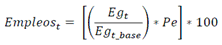 Empleos_t = [(Eg_t / Eg_t_base) * Pe] * 100